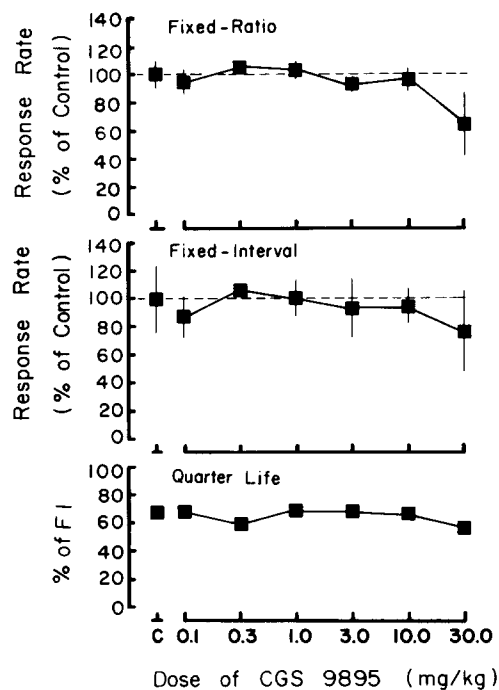 Fixed-Ratio
Response Rate
(% of Control)
140
120
100
80
60
40
20
0
Fixed-Interval
Response Rate
(% of Control)
140
120
100
80
60
40
20
0
Quarter Life
% of FI
100
80
60
40
20
0
C 0.1 0.3 1.0 3.0 10.0 30.0
Dose of CGS 9895 (mg/kg)